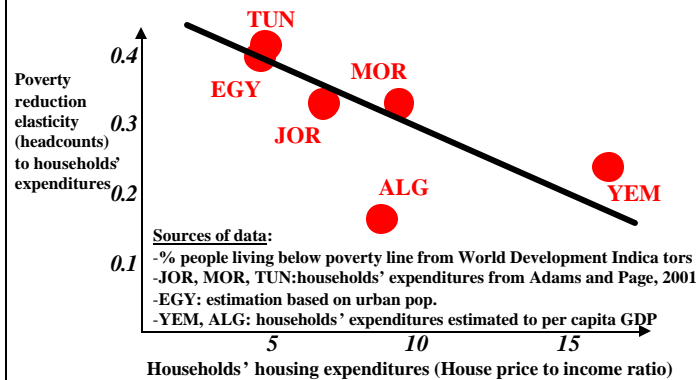 TUN
0.4
EGY
MOR
Poverty
reduction
elasticity
(headcounts)
to households'
expenditures
0.3
JOR
0.2
ALG
YEM
Sources of data:
-% people living below poverty line from World Development Indica tors
-JOR, MOR, TUN:households' expenditures from Adams and Page, 2001
0.1
-EGY: estimation based on urban pop.
-YEM, ALG: households' expenditures estimated to per capita GDP
5 10 15
Households' housing expenditures (House price to income ratio)